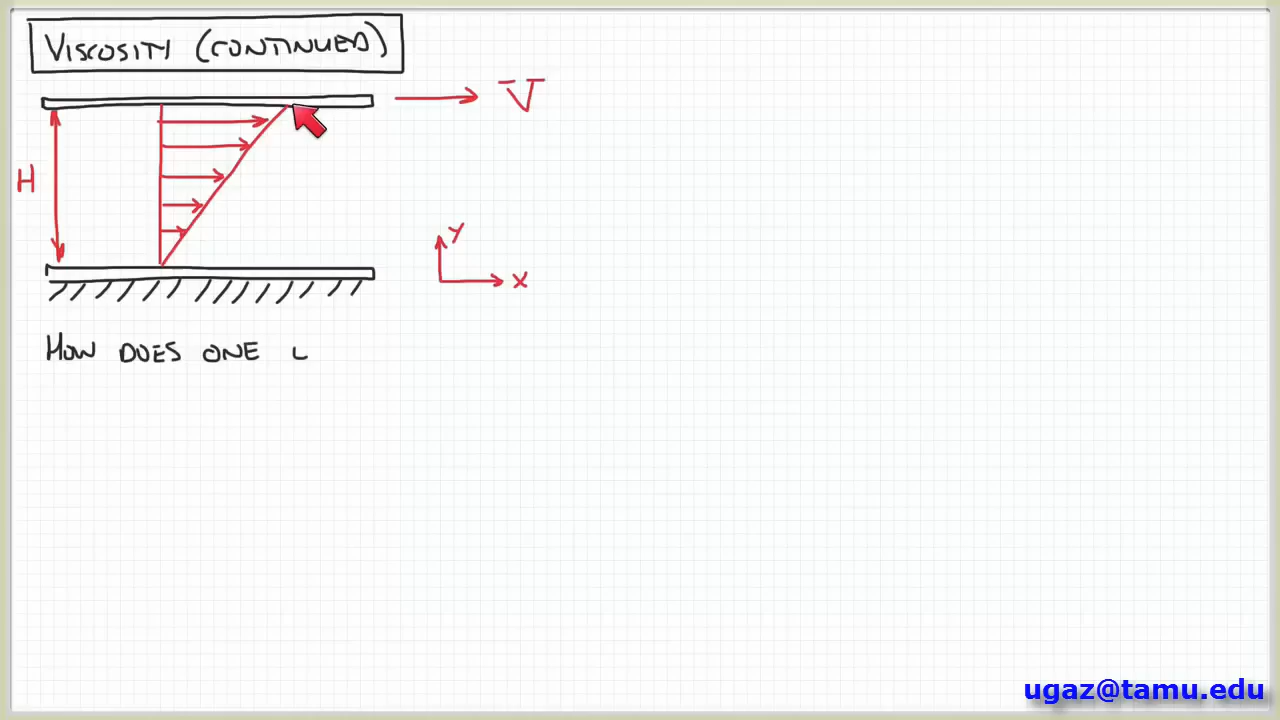 VISCOSITY (CONTINUED)
V
H
y
x
HOW DOES ONE
ugaz@tamu.edu